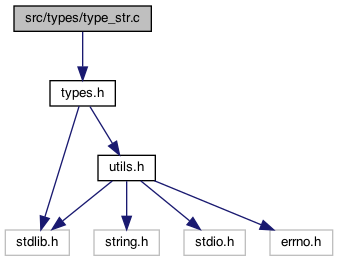 src/types/type_str.c
types.h
utils.h
stdlib.h
string.h
stdio.h
errno.h